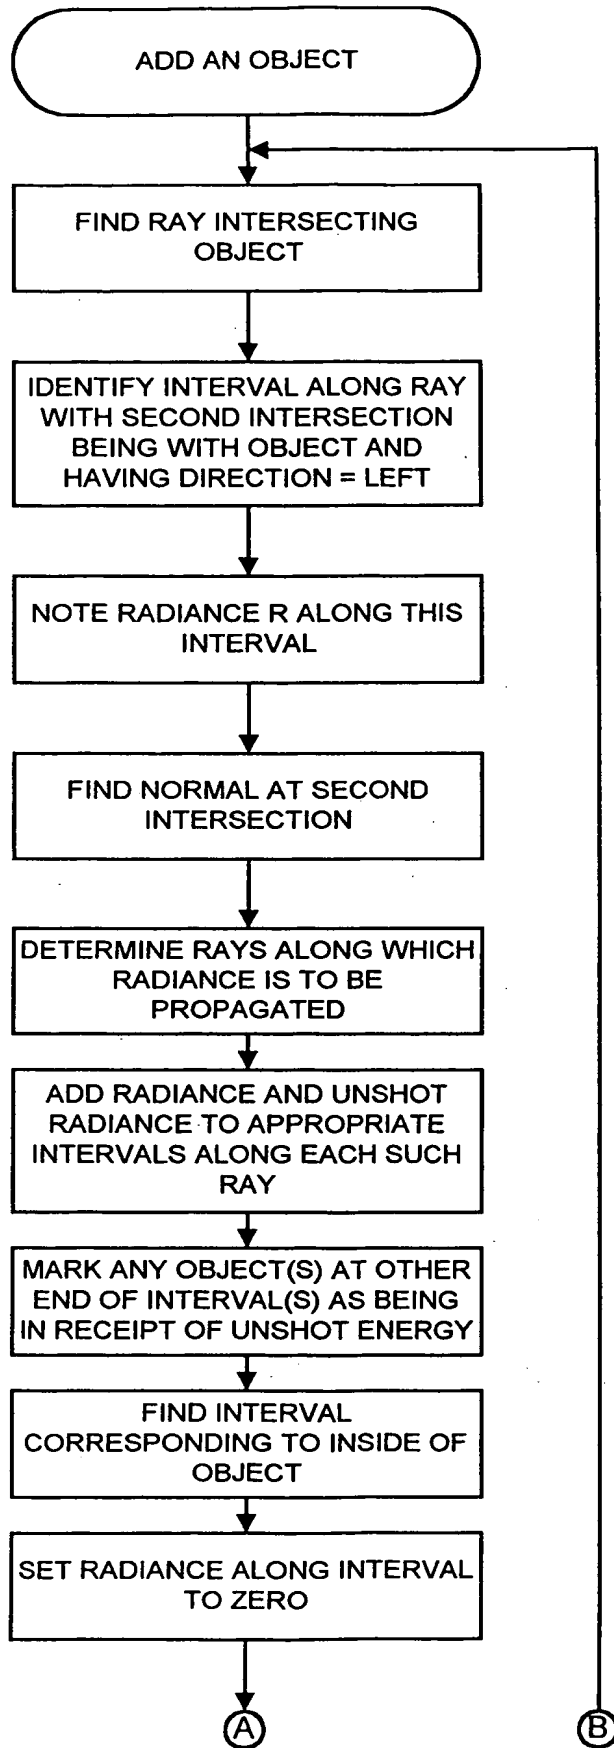 ADD AN OBJECT
FIND RAY INTERSECTING
OBJECT
IDENTIFY INTERVAL ALONG RAY
WITH SECOND INTERSECTION
BEING WITH OBJECT AND
HAVING DIRECTION = LEFT
NOTE RADIANCE R ALONG THIS
INTERVAL
FIND NORMAL AT SECOND
INTERSECTION
DETERMINE RAYS ALONG WHICH
RADIANCE IS TO BE
PROPAGATED
ADD RADIANCE AND UNSHOT
RADIANCE TO APPROPRIATE
INTERVALS ALONG EACH SUCH
RAY
MARK ANY OBJECT(S) AT OTHER
END OF INTERVAL(S) AS BEING
IN RECEIPT OF UNSHOT ENERGY
FIND INTERVAL
CORRESPONDING TO INSIDE OF
OBJECT
SET RADIANCE ALONG INTERVAL
TO ZERO
A
B